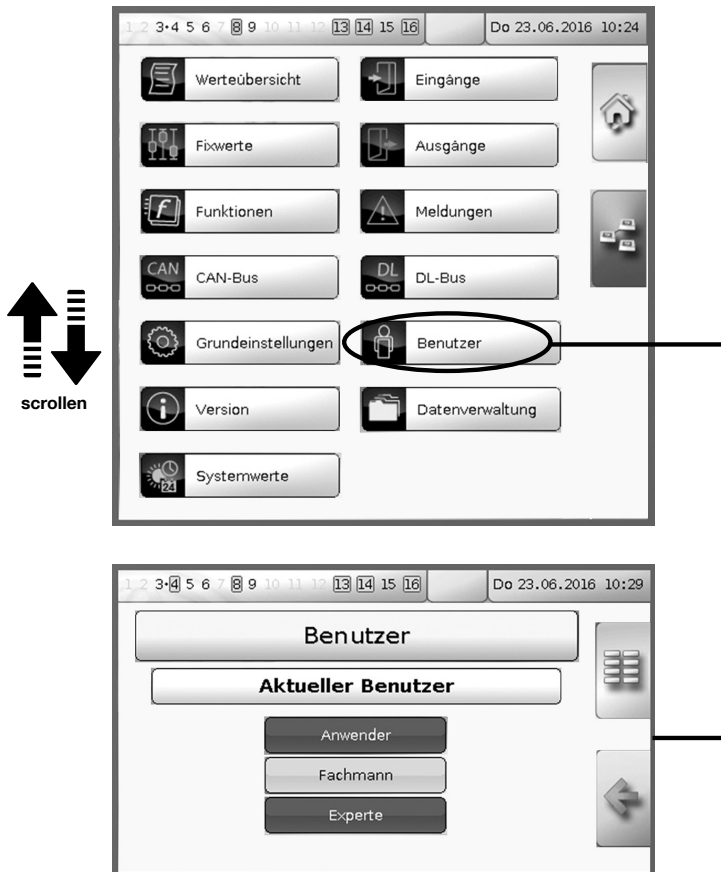 1 2 3•4 5 6 7 8 9 10 11 12 13 14 15 16 Do 23.06.2016 10:24
Werteübersicht Eingänge
Fixwerte Ausgänge
Funktionen Meldungen
CAN CAN-Bus DL DL-Bus
Grundeinstellungen Benutzer
scrollen
Version Datenverwaltung
24 Systemwerte
1 2 3•4 5 6 7 8 9 10 11 12 13 14 15 16 Do 23.06.2016 10:29
Benutzer
Aktueller Benutzer
Anwender
Fachmann
Experte